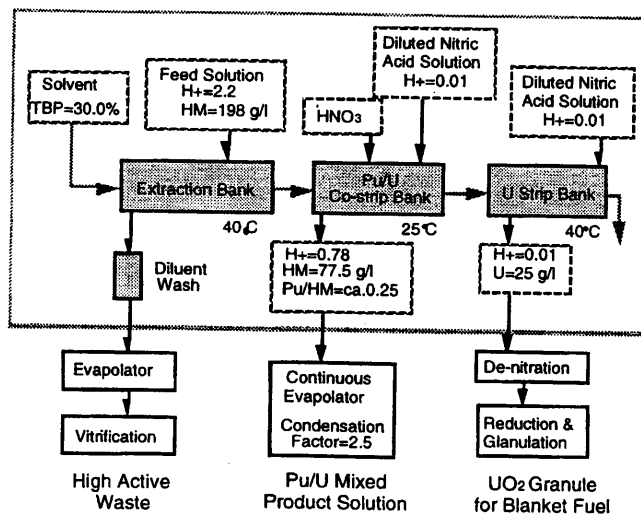 Solvent
TBP=30.0%
Feed Solution
H+=2.2
HM=198 g/l
HNO3
Diluted Nitric
Acid Solution
H+=0.01
Diluted Nitric
Acid Solution
H+=0.01
Extraction Bank
40°C
Pu/U
Co-strip Bank
25°C
U Strip Bank
40°C
Diluent
Wash
H+=0.78
HM=77.5 g/l
Pu/HM=ca.0.25
H+=0.01
U=25 g/l
Evaporator
Vitrification
Continuous
Evaporator
Condensation
Factor=2.5
De-nitration
Reduction &
Glanulation
High Active
Waste
Pu/U Mixed
Product Solution
UO2 Granule
for Blanket Fuel